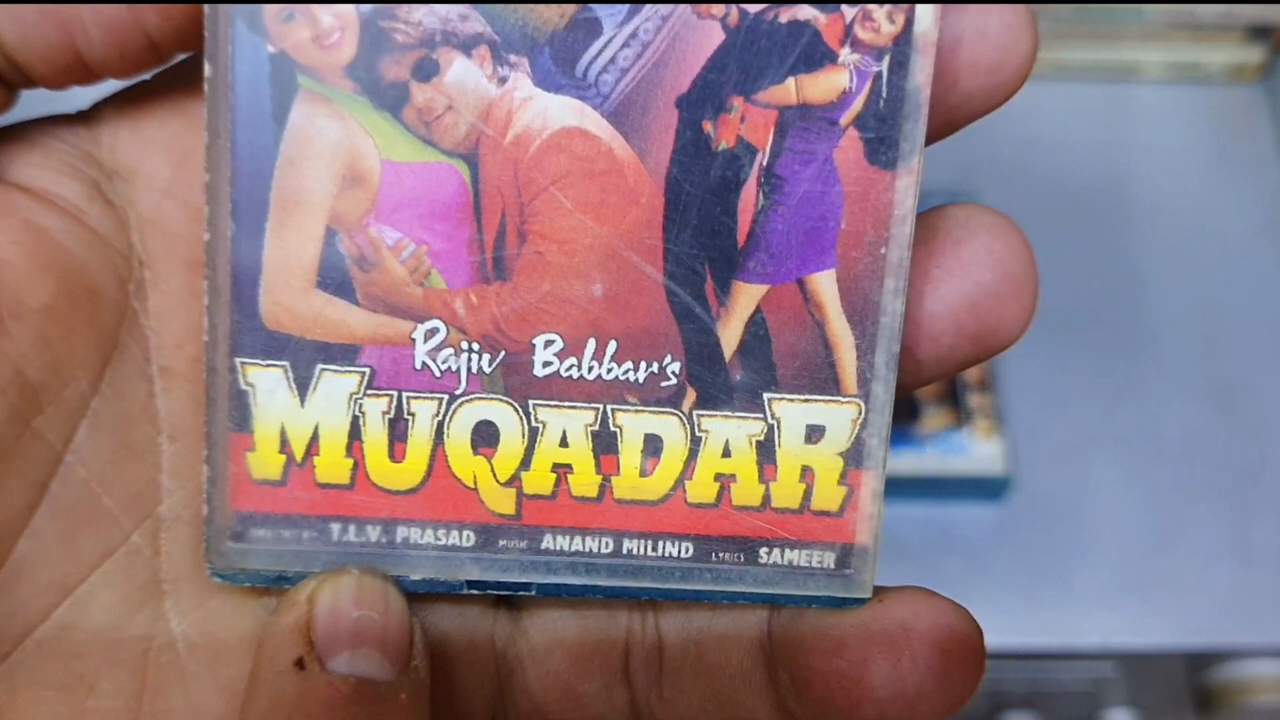 Rajiv Babbar's
MUQADAR
T.L.V. PRASAD MUSIC ANAND MILIND LYRICS SAMEER